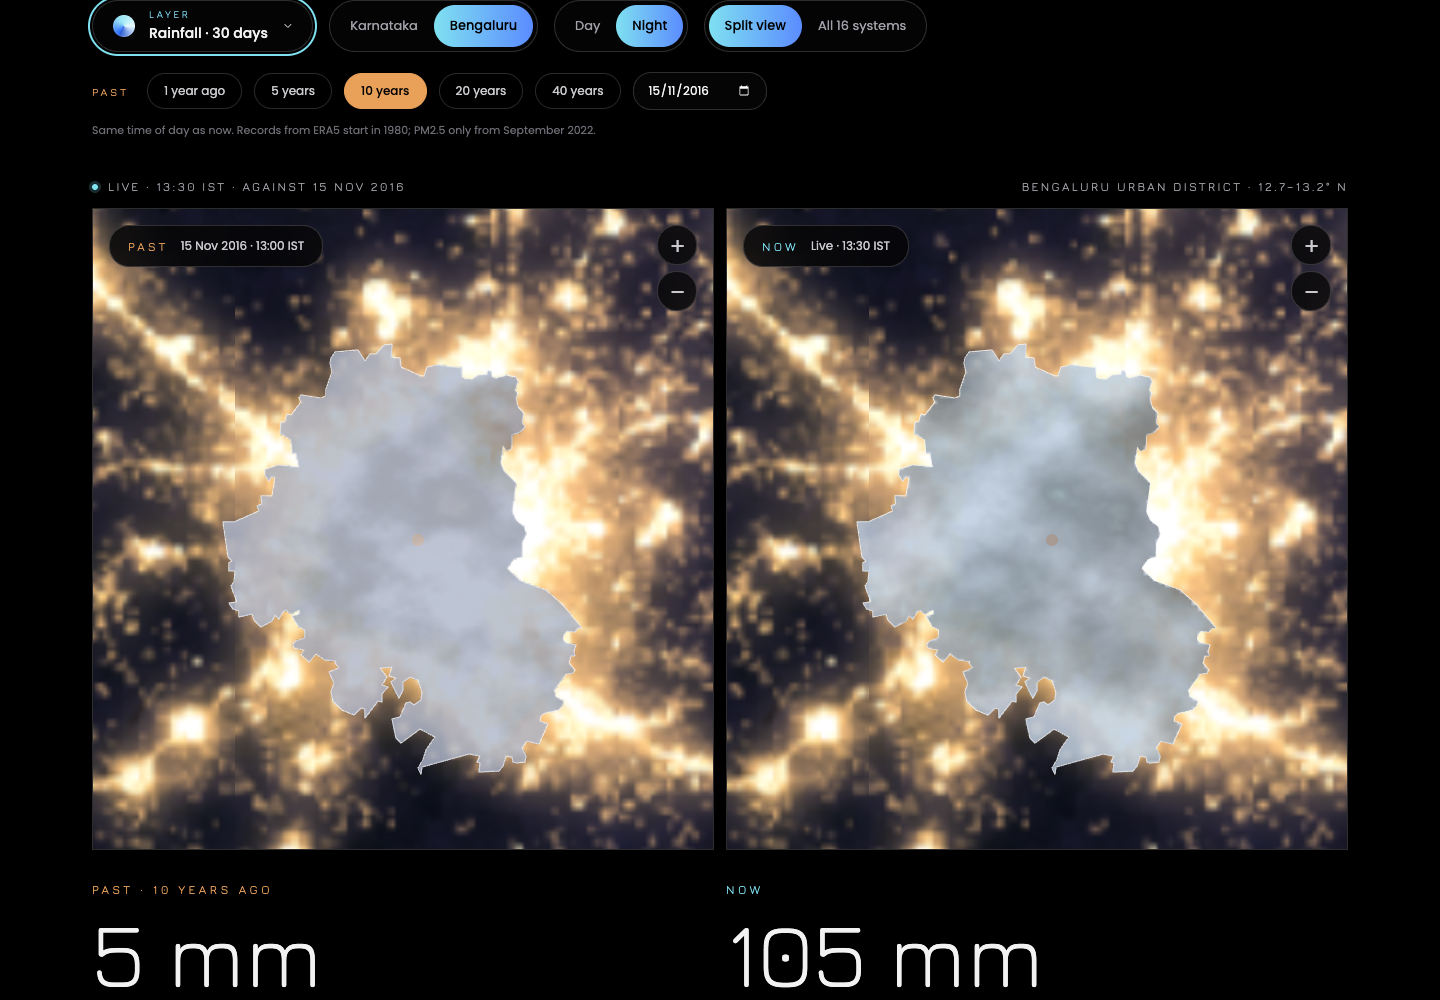 LAYER
Rainfall · 30 days
Karnataka Bengaluru
Day Night
Split view All 16 systems
PAST 1 year ago 5 years 10 years 20 years 40 years 15/11/2016
Same time of day as now. Records from ERA5 start in 1980; PM2.5 only from September 2022.
LIVE · 13:30 IST · AGAINST 15 NOV 2016
BENGALURU URBAN DISTRICT · 12.7–13.2° N
PAST 15 Nov 2016 · 13:00 IST
+
−
NOW Live · 13:30 IST
+
−
PAST · 10 YEARS AGO
5 mm
NOW
105 mm